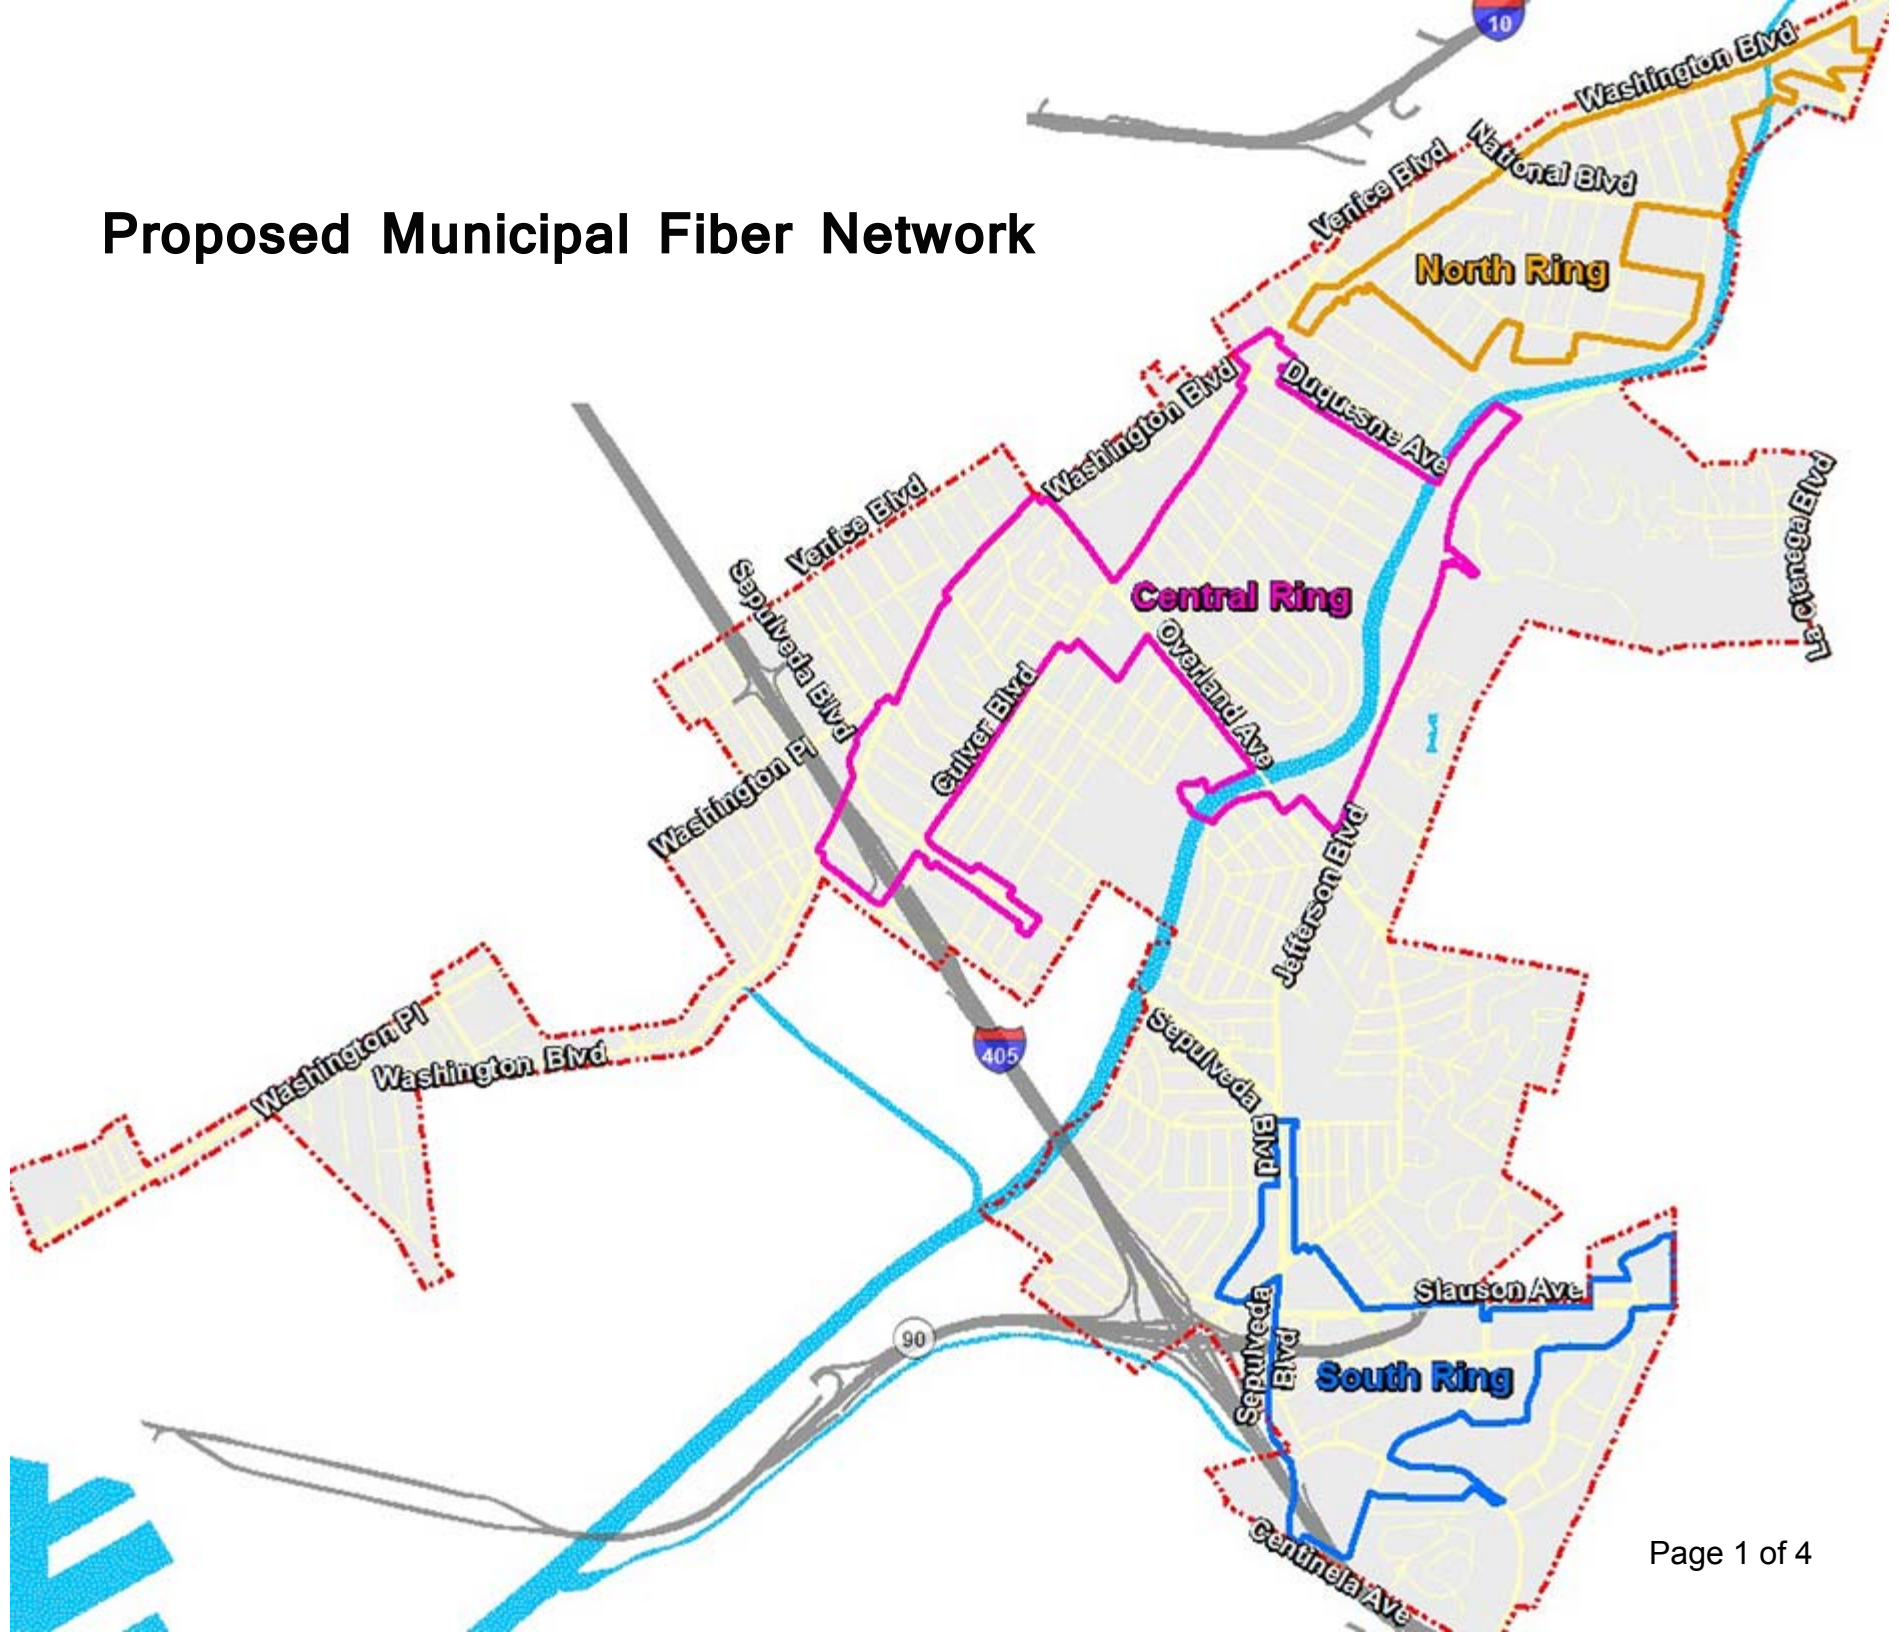 10
Washington Blvd
National Blvd
Venice Blvd
Proposed Municipal Fiber Network
North Ring
Duquesne Ave
Washington Blvd
Venice Blvd
La Cienega Blvd
Sepulveda Blvd
Central Ring
Overland Ave
Culver Blvd
Washington Pl
Jefferson Blvd
Washington Pl
Washington Blvd
405
Sepulveda
Blvd
Slauson Ave
90
Sepulveda
Blvd
South Ring
Centinela Ave
Page 1 of 4